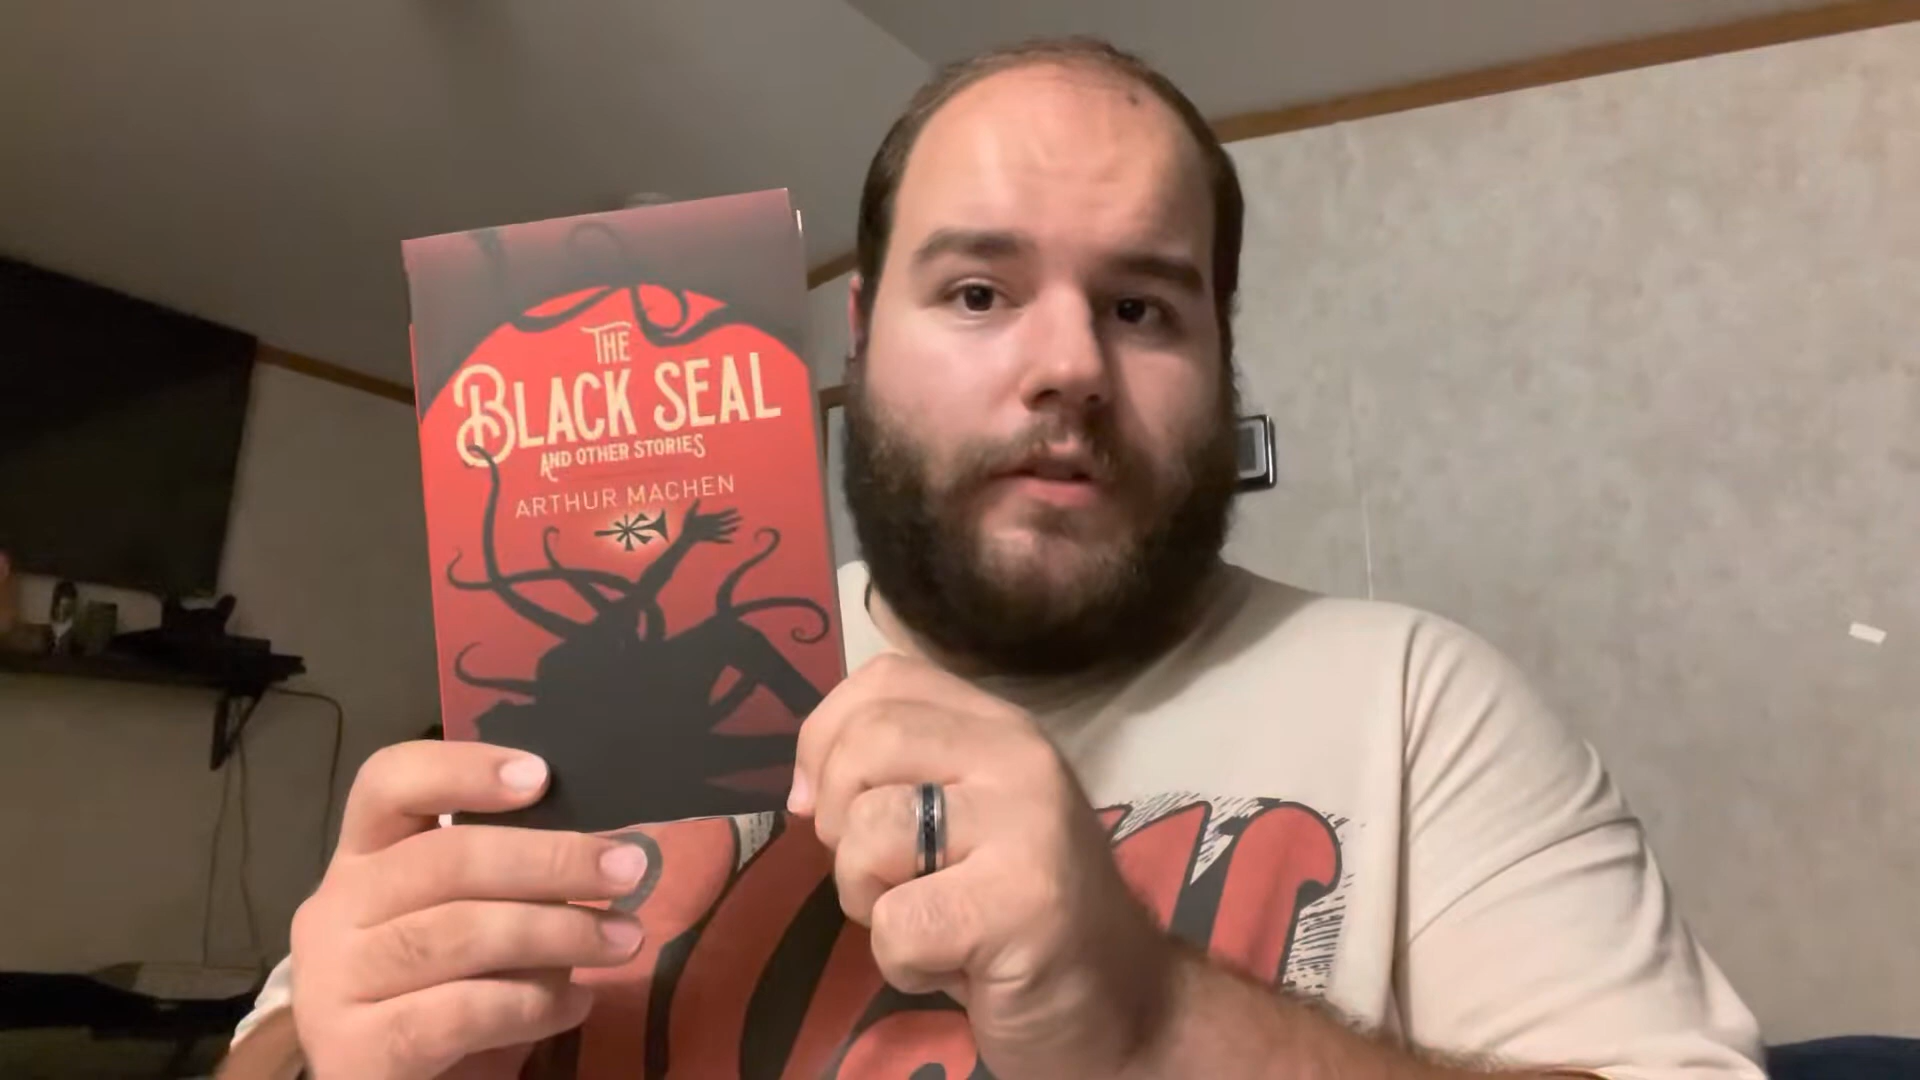 THE
BLACK SEAL
AND OTHER STORIES
ARTHUR MACHEN